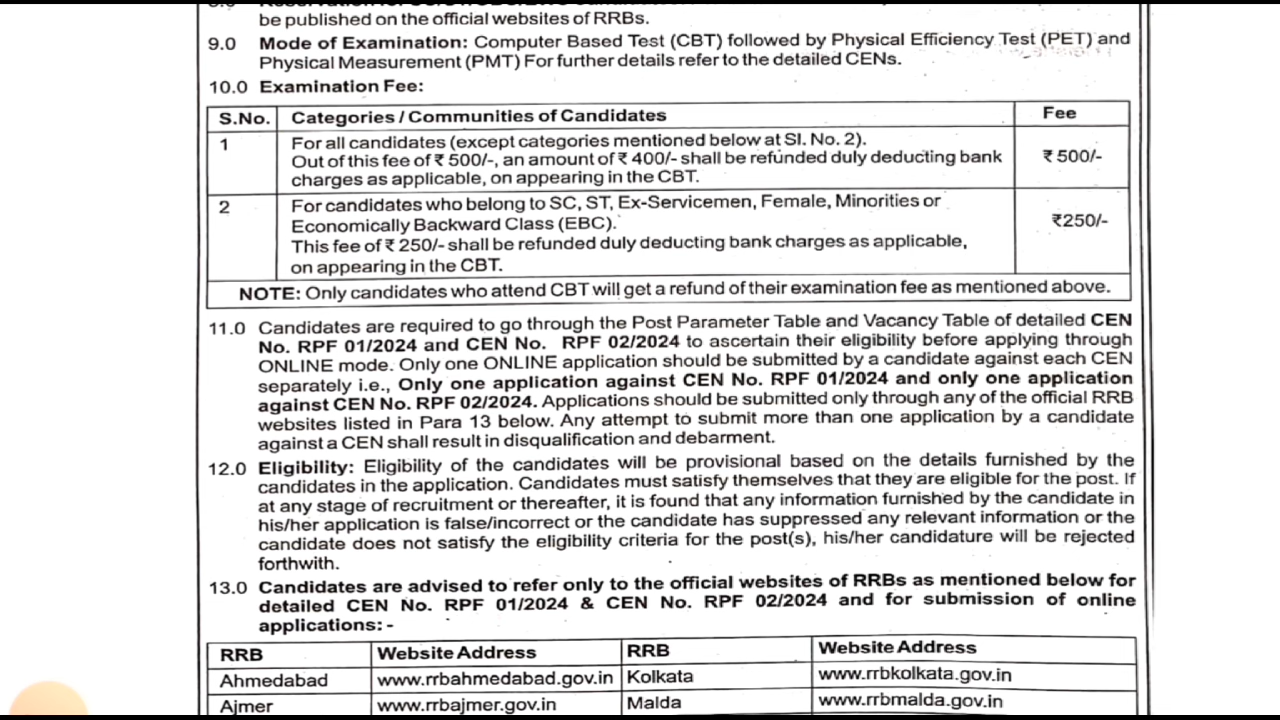 be published on the official websites of RRBs.
9.0 Mode of Examination: Computer Based Test (CBT) followed by Physical Efficiency Test (PET) and
Physical Measurement (PMT) For further details refer to the detailed CENs.
10.0 Examination Fee:
S.No. Categories / Communities of Candidates Fee
1 For all candidates (except categories mentioned below at Sl. No. 2).
Out of this fee of ₹ 500/-, an amount of ₹ 400/- shall be refunded duly deducting bank ₹ 500/-
charges as applicable, on appearing in the CBT.
2 For candidates who belong to SC, ST, Ex-Servicemen, Female, Minorities or
Economically Backward Class (EBC). ₹250/-
This fee of ₹ 250/- shall be refunded duly deducting bank charges as applicable,
on appearing in the CBT.
NOTE: Only candidates who attend CBT will get a refund of their examination fee as mentioned above.
11.0 Candidates are required to go through the Post Parameter Table and Vacancy Table of detailed CEN
No. RPF 01/2024 and CEN No. RPF 02/2024 to ascertain their eligibility before applying through
ONLINE mode. Only one ONLINE application should be submitted by a candidate against each CEN
separately i.e., Only one application against CEN No. RPF 01/2024 and only one application
against CEN No. RPF 02/2024. Applications should be submitted only through any of the official RRB
websites listed in Para 13 below. Any attempt to submit more than one application by a candidate
against a CEN shall result in disqualification and debarment.
12.0 Eligibility: Eligibility of the candidates will be provisional based on the details furnished by the
candidates in the application. Candidates must satisfy themselves that they are eligible for the post. If
at any stage of recruitment or thereafter, it is found that any information furnished by the candidate in
his/her application is false/incorrect or the candidate has suppressed any relevant information or the
candidate does not satisfy the eligibility criteria for the post(s), his/her candidature will be rejected
forthwith.
13.0 Candidates are advised to refer only to the official websites of RRBs as mentioned below for
detailed CEN No. RPF 01/2024 & CEN No. RPF 02/2024 and for submission of online
applications: -
RRB Website Address RRB Website Address
Ahmedabad www.rrbahmedabad.gov.in Kolkata www.rrbkolkata.gov.in
Ajmer www.rrbajmer.gov.in Malda www.rrbmalda.gov.in